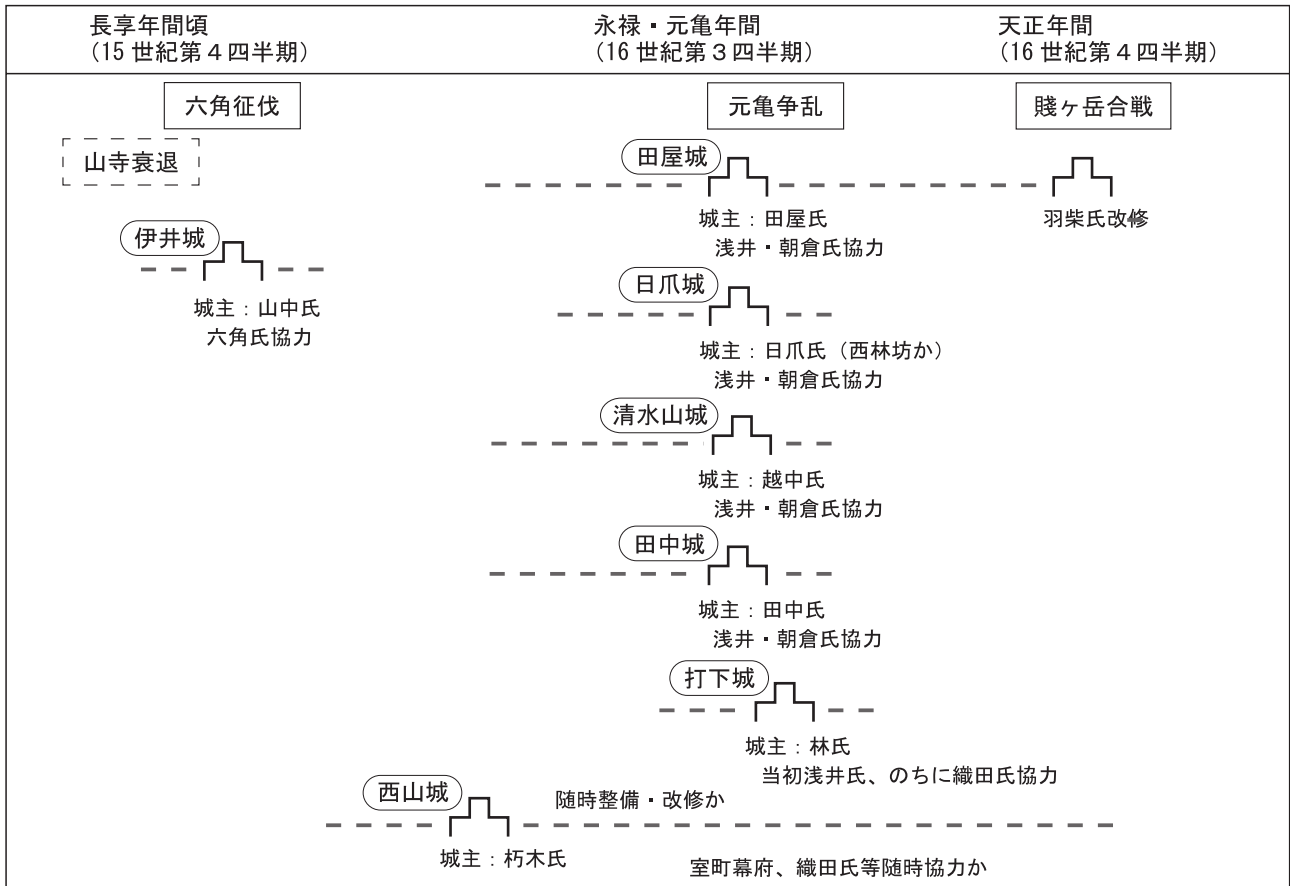 長享年間頃
（15 世紀第４四半期）
永禄・元亀年間
（16 世紀第３四半期）
天正年間
（16 世紀第４四半期）
六角征伐
元亀争乱
賤ヶ岳合戦
山寺衰退
田屋城
城主：田屋氏
浅井・朝倉氏協力
羽柴氏改修
伊井城
城主：山中氏
六角氏協力
日爪城
城主：日爪氏（西林坊か）
浅井・朝倉氏協力
清水山城
城主：越中氏
浅井・朝倉氏協力
田中城
城主：田中氏
浅井・朝倉氏協力
打下城
城主：林氏
当初浅井氏、のちに織田氏協力
西山城
随時整備・改修か
城主：朽木氏
室町幕府、織田氏等随時協力か